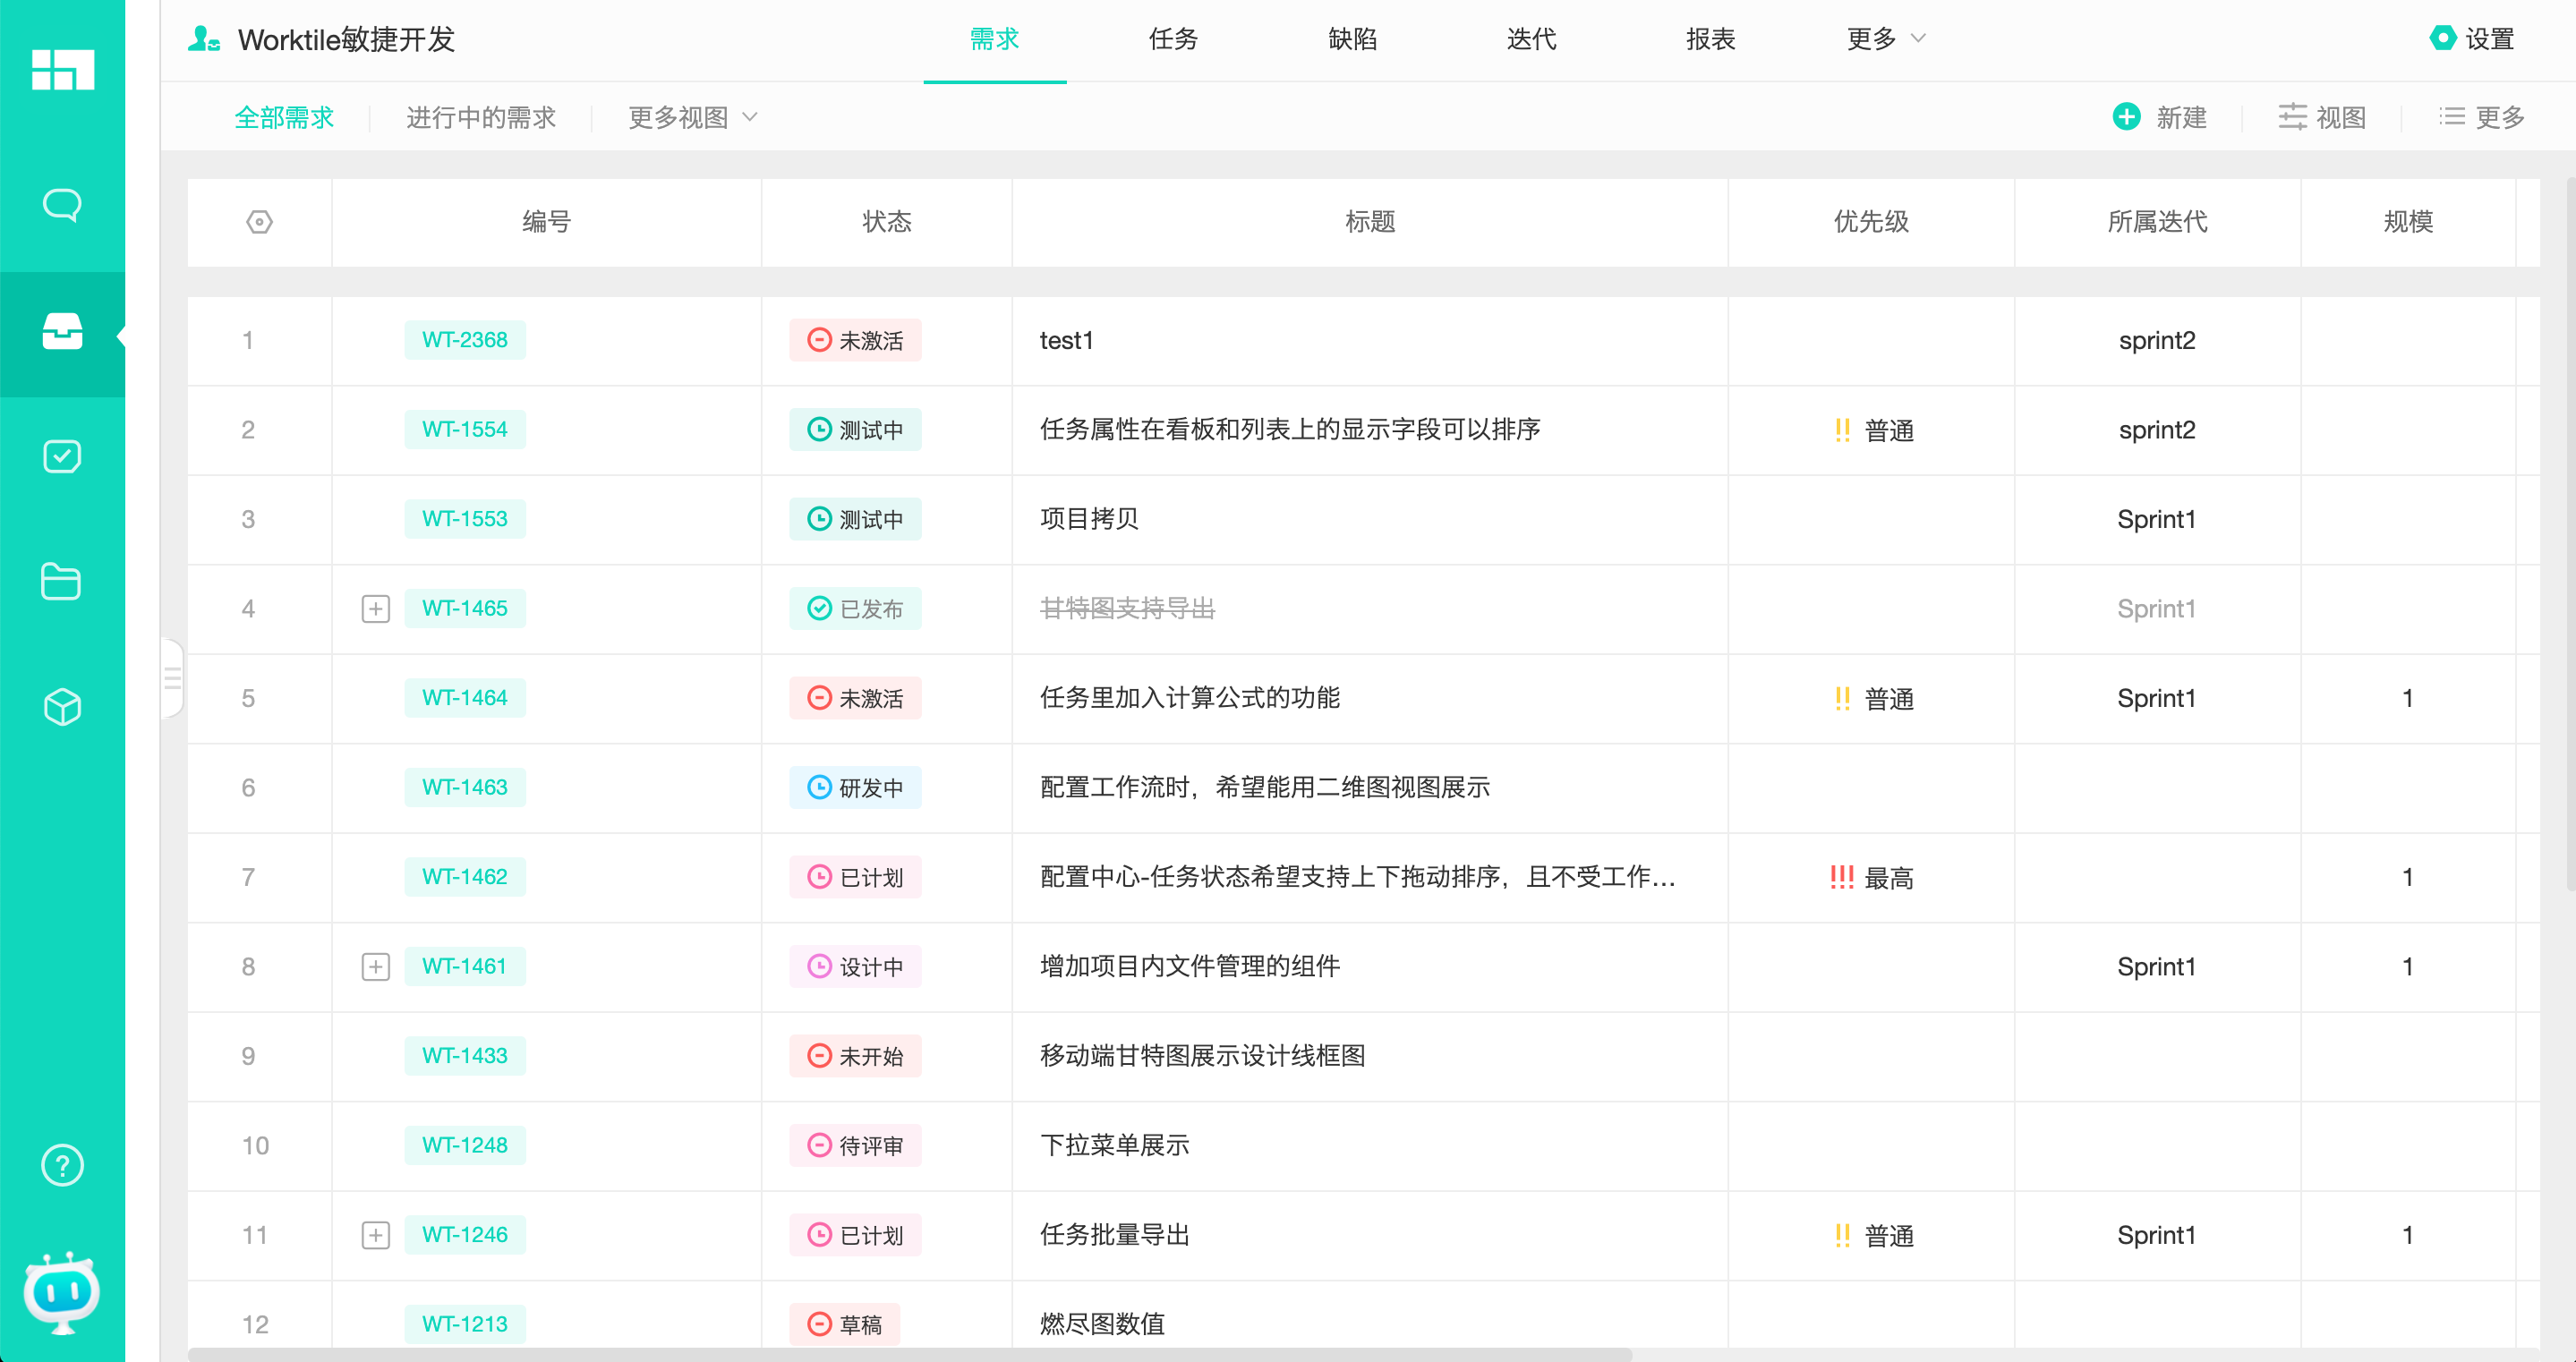 Worktile敏捷开发 需求 任务 缺陷 迭代 报表 更多 设置
全部需求 进行中的需求 更多视图 新建 视图 更多
编号 状态 标题 优先级 所属迭代 规模
1 WT-2368 未激活 test1 sprint2
2 WT-1554 测试中 任务属性在看板和列表上的显示字段可以排序 !! 普通 sprint2
3 WT-1553 测试中 项目拷贝 Sprint1
4 WT-1465 已发布 甘特图支持导出 Sprint1
5 WT-1464 未激活 任务里加入计算公式的功能 !! 普通 Sprint1 1
6 WT-1463 研发中 配置工作流时，希望能用二维图视图展示
7 WT-1462 已计划 配置中心-任务状态希望支持上下拖动排序，且不受工作... !!! 最高 1
8 WT-1461 设计中 增加项目内文件管理的组件 Sprint1 1
9 WT-1433 未开始 移动端甘特图展示设计线框图
10 WT-1248 待评审 下拉菜单展示
11 WT-1246 已计划 任务批量导出 !! 普通 Sprint1 1
12 WT-1213 草稿 燃尽图数值